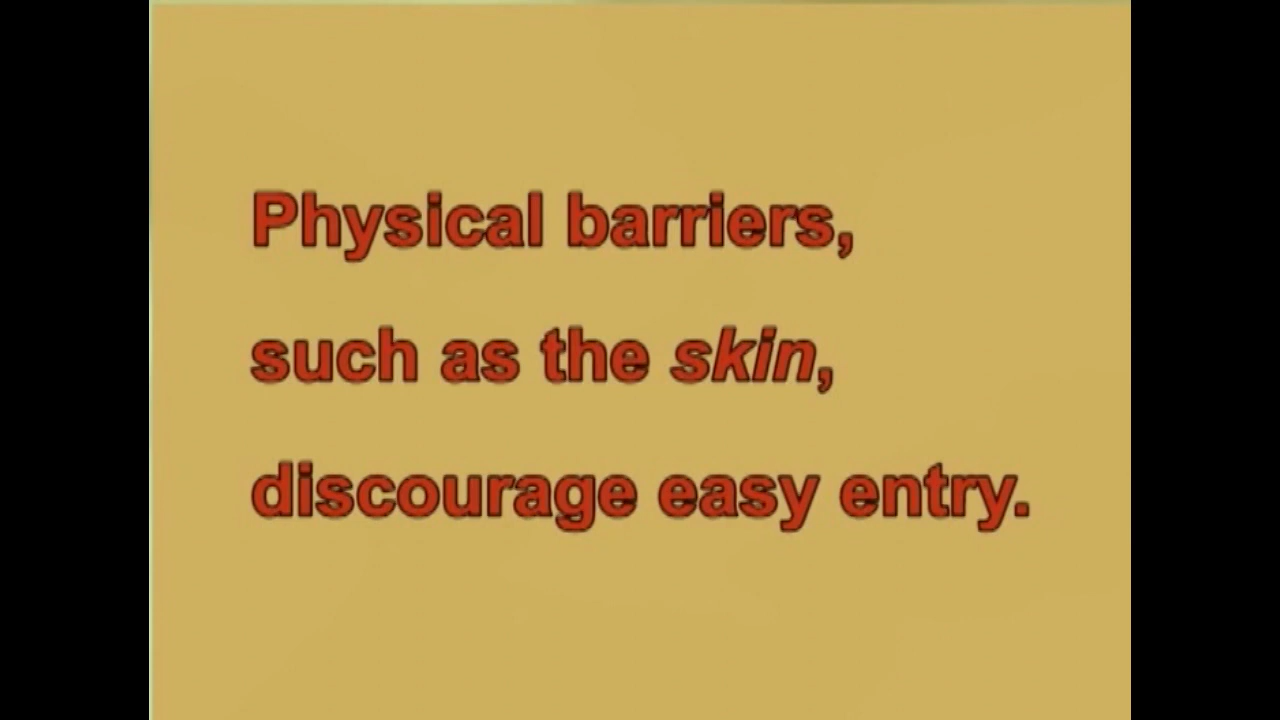 Physical barriers,
such as the skin,
discourage easy entry.